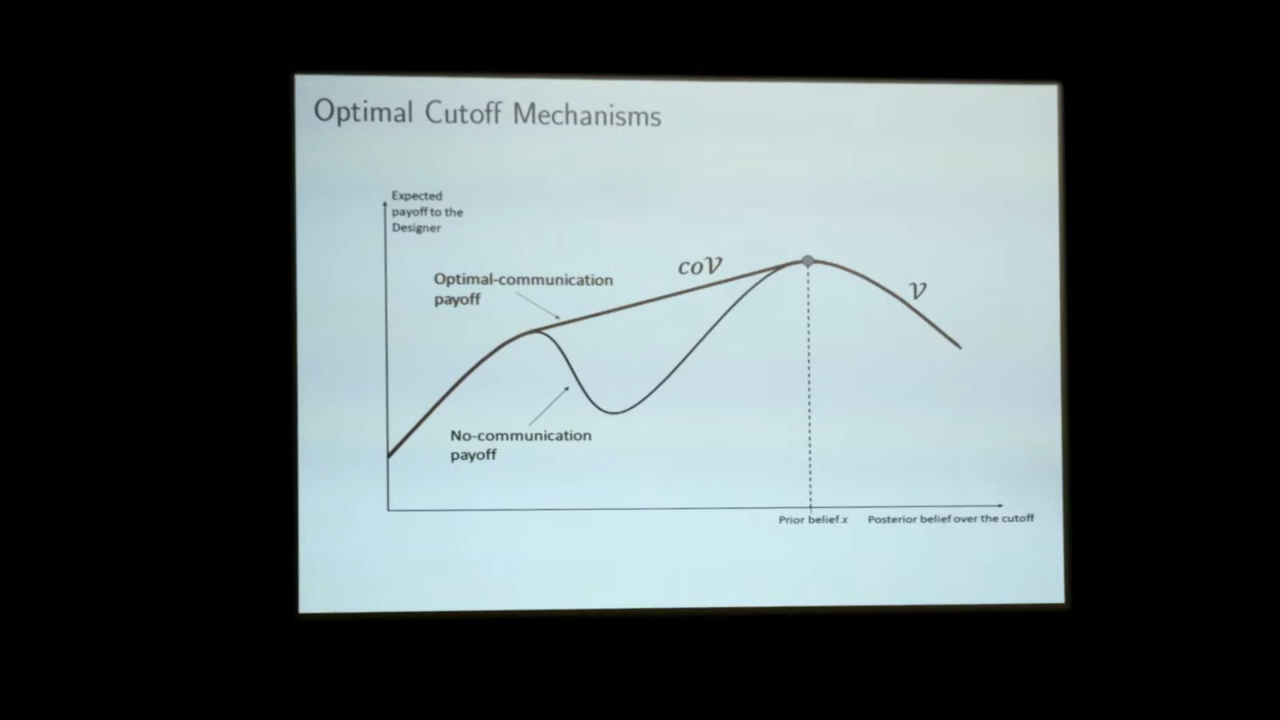 Optimal Cutoff Mechanisms
Expected
payoff to the
Designer
Optimal-communication
payoff
co𝒱
𝒱
No-communication
payoff
Prior belief x
Posterior belief over the cutoff